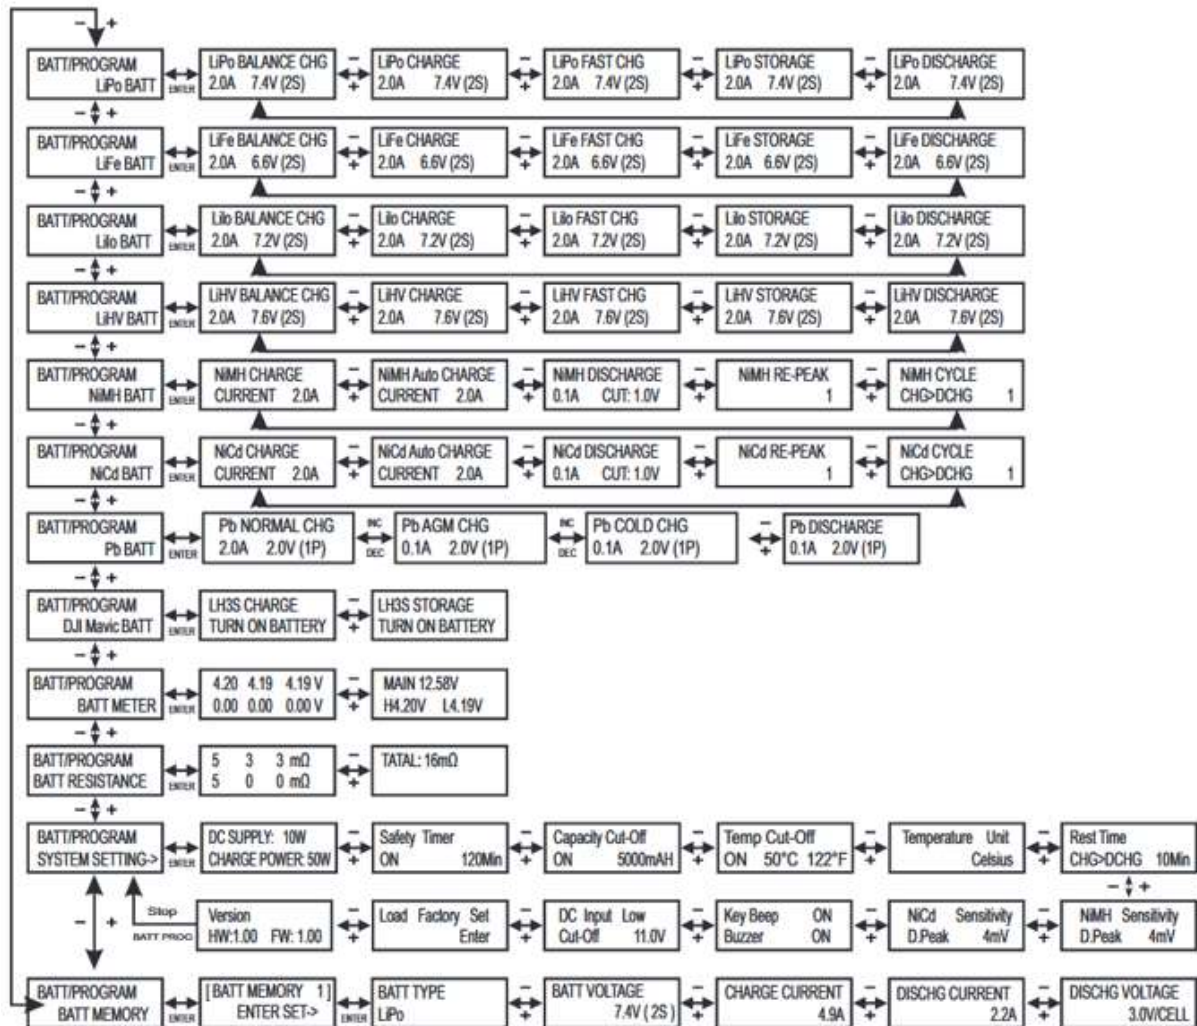 - +
BATT/PROGRAM
LiPo BATT
ENTER
LiPo BALANCE CHG
2.0A 7.4V (2S)
- +
LiPo CHARGE
2.0A 7.4V (2S)
- +
LiPo FAST CHG
2.0A 7.4V (2S)
- +
LiPo STORAGE
2.0A 7.4V (2S)
- +
LiPo DISCHARGE
2.0A 7.4V (2S)
- +
BATT/PROGRAM
LiFe BATT
ENTER
LiFe BALANCE CHG
2.0A 6.6V (2S)
- +
LiFe CHARGE
2.0A 6.6V (2S)
- +
LiFe FAST CHG
2.0A 6.6V (2S)
- +
LiFe STORAGE
2.0A 6.6V (2S)
- +
LiFe DISCHARGE
2.0A 6.6V (2S)
- +
BATT/PROGRAM
LiIo BATT
ENTER
LiIo BALANCE CHG
2.0A 7.2V (2S)
- +
LiIo CHARGE
2.0A 7.2V (2S)
- +
LiIo FAST CHG
2.0A 7.2V (2S)
- +
LiIo STORAGE
2.0A 7.2V (2S)
- +
LiIo DISCHARGE
2.0A 7.2V (2S)
- +
BATT/PROGRAM
LiHV BATT
ENTER
LiHV BALANCE CHG
2.0A 7.6V (2S)
- +
LiHV CHARGE
2.0A 7.6V (2S)
- +
LiHV FAST CHG
2.0A 7.6V (2S)
- +
LiHV STORAGE
2.0A 7.6V (2S)
- +
LiHV DISCHARGE
2.0A 7.6V (2S)
- +
BATT/PROGRAM
NiMH BATT
ENTER
NiMH CHARGE
CURRENT 2.0A
- +
NiMH Auto CHARGE
CURRENT 2.0A
- +
NiMH DISCHARGE
0.1A CUT: 1.0V
- +
NiMH RE-PEAK
1
- +
NiMH CYCLE
CHG>DCHG 1
- +
BATT/PROGRAM
NiCd BATT
ENTER
NiCd CHARGE
CURRENT 2.0A
- +
NiCd Auto CHARGE
CURRENT 2.0A
- +
NiCd DISCHARGE
0.1A CUT: 1.0V
- +
NiCd RE-PEAK
1
- +
NiCd CYCLE
CHG>DCHG 1
- +
BATT/PROGRAM
Pb BATT
ENTER
Pb NORMAL CHG
2.0A 2.0V (1P)
INC
DEC
Pb AGM CHG
0.1A 2.0V (1P)
INC
DEC
Pb COLD CHG
0.1A 2.0V (1P)
- +
Pb DISCHARGE
0.1A 2.0V (1P)
- +
BATT/PROGRAM
DJI Mavic BATT
ENTER
LH3S CHARGE
TURN ON BATTERY
- +
LH3S STORAGE
TURN ON BATTERY
- +
BATT/PROGRAM
BATT METER
ENTER
4.20 4.19 4.19 V
0.00 0.00 0.00 V
- +
MAIN 12.58V
H4.20V L4.19V
- +
BATT/PROGRAM
BATT RESISTANCE
ENTER
5 3 3 mΩ
5 0 0 mΩ
- +
TATAL: 16mΩ
- +
BATT/PROGRAM
SYSTEM SETTING->
ENTER
DC SUPPLY: 10W
CHARGE POWER: 50W
- +
Safety Timer
ON 120Min
- +
Capacity Cut-Off
ON 5000mAH
- +
Temp Cut-Off
ON 50°C 122°F
- +
Temperature Unit
Celsius
- +
Rest Time
CHG>DCHG 10Min
- +
- +
Stop
BATT PROG
Version
HW:1.00 FW: 1.00
- +
Load Factory Set
Enter
- +
DC Input Low
Cut-Off 11.0V
- +
Key Beep ON
Buzzer ON
- +
NiCd Sensitivity
D.Peak 4mV
- +
NiMH Sensitivity
D.Peak 4mV
BATT/PROGRAM
BATT MEMORY
ENTER
[ BATT MEMORY 1 ]
ENTER SET->
ENTER
BATT TYPE
LiPo
- +
BATT VOLTAGE
7.4V ( 2S )
- +
CHARGE CURRENT
4.9A
- +
DISCHG CURRENT
2.2A
- +
DISCHG VOLTAGE
3.0V/CELL